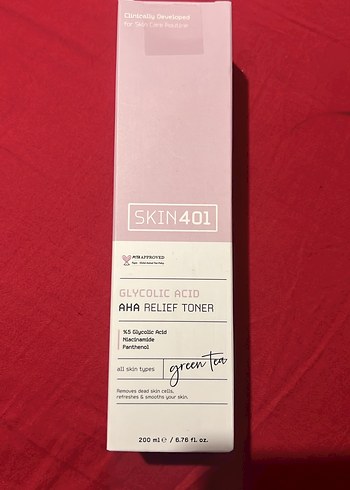 Clinically Developed
for Skin Care Routine
SKIN401
APPROVED
GLYCOLIC ACID
AHA RELIEF TONER
%5 Glycolic Acid
Niacinamide
Panthenol
all skin types
green tea
Removes dead skin cells,
refreshes & smooths your skin.
200 ml ℮ / 6.76 fl. oz.